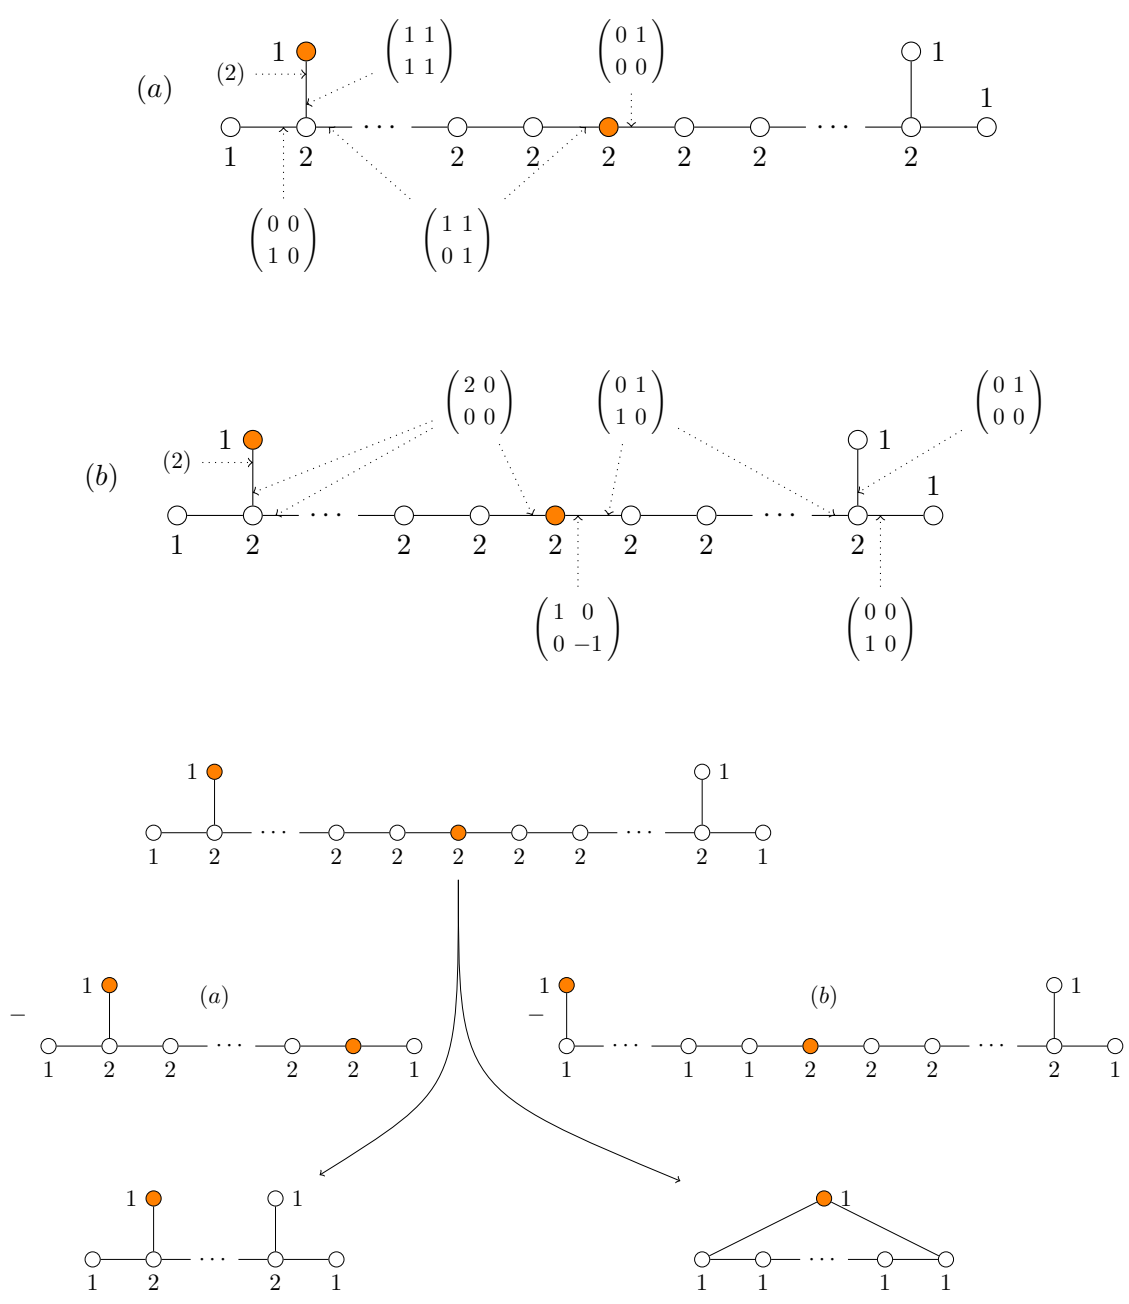 1 (1 1) (0 1) 1
(2) (1 1) (0 0)
(a) 1
··· ···
1 2 2 2 2 2 2 2
(0 0) (1 1)
(1 0) (0 1)
(2 0) (0 1) (0 1)
(0 0) (1 0) (0 0)
1 1
(b) (2) 1
··· ···
1 2 2 2 2 2 2 2
(1 0) (0 0)
(0 −1) (1 0)
1 1
··· ···
1 2 2 2 2 2 2 2 1
1 (a) 1 (b) 1
− −
··· ··· ···
1 2 2 2 2 1 1 1 1 2 2 2 2 1
1 1 1
··· ···
1 2 2 1 1 1 1 1